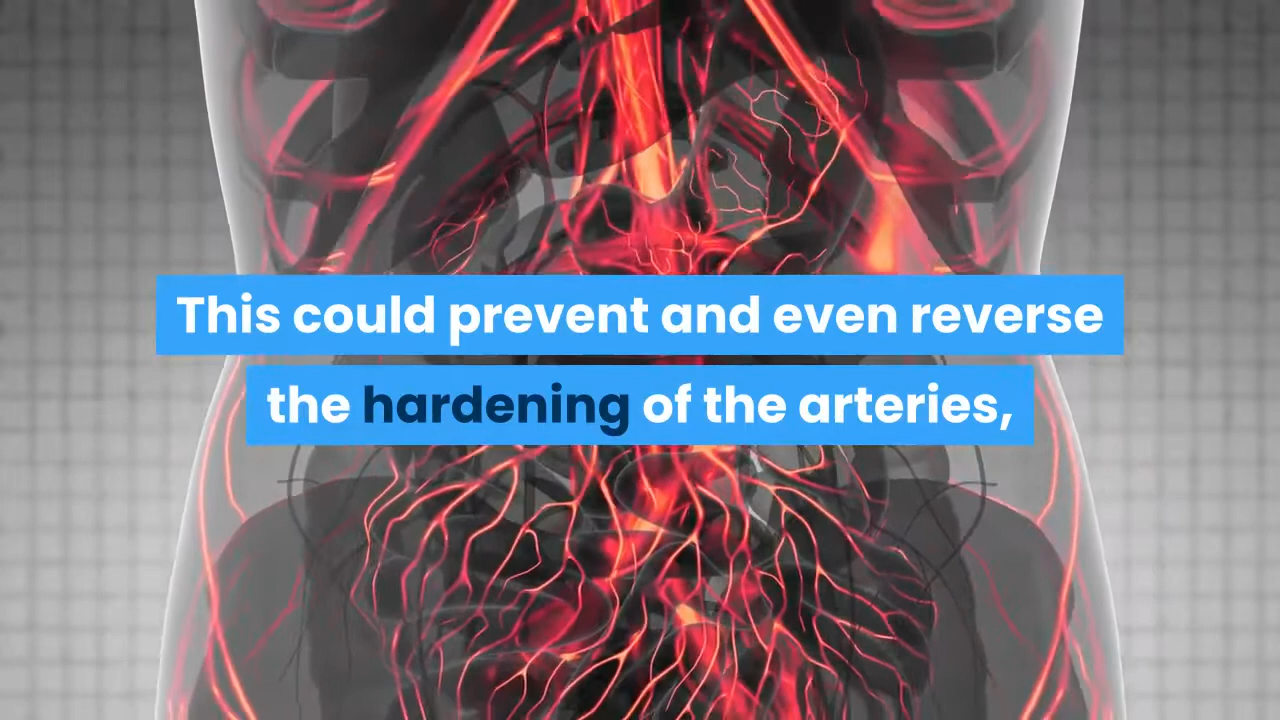 This could prevent and even reverse
the hardening of the arteries,